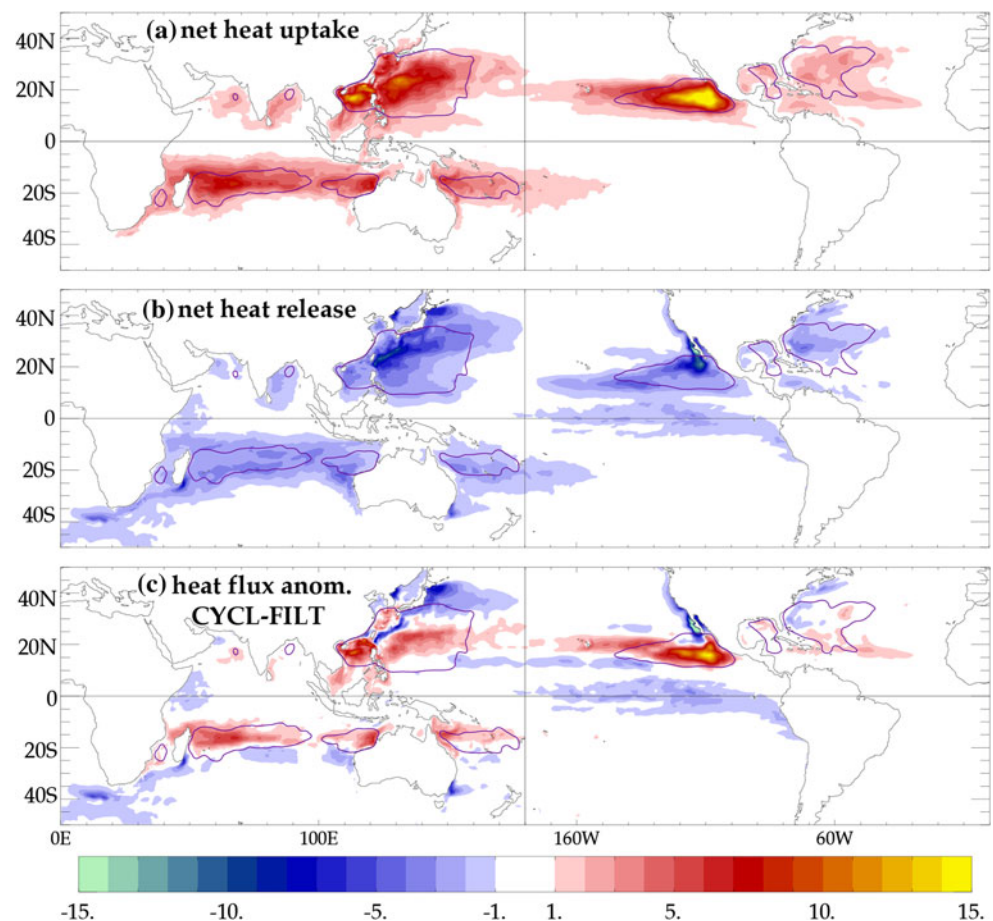 (a) net heat uptake
40N
20N
0
20S
40S
(b) net heat release
40N
20N
0
20S
40S
(c) heat flux anom.
CYCL-FILT
40N
20N
0
20S
40S
0E 100E 160W 60W
-15. -10. -5. -1. 1. 5. 10. 15.